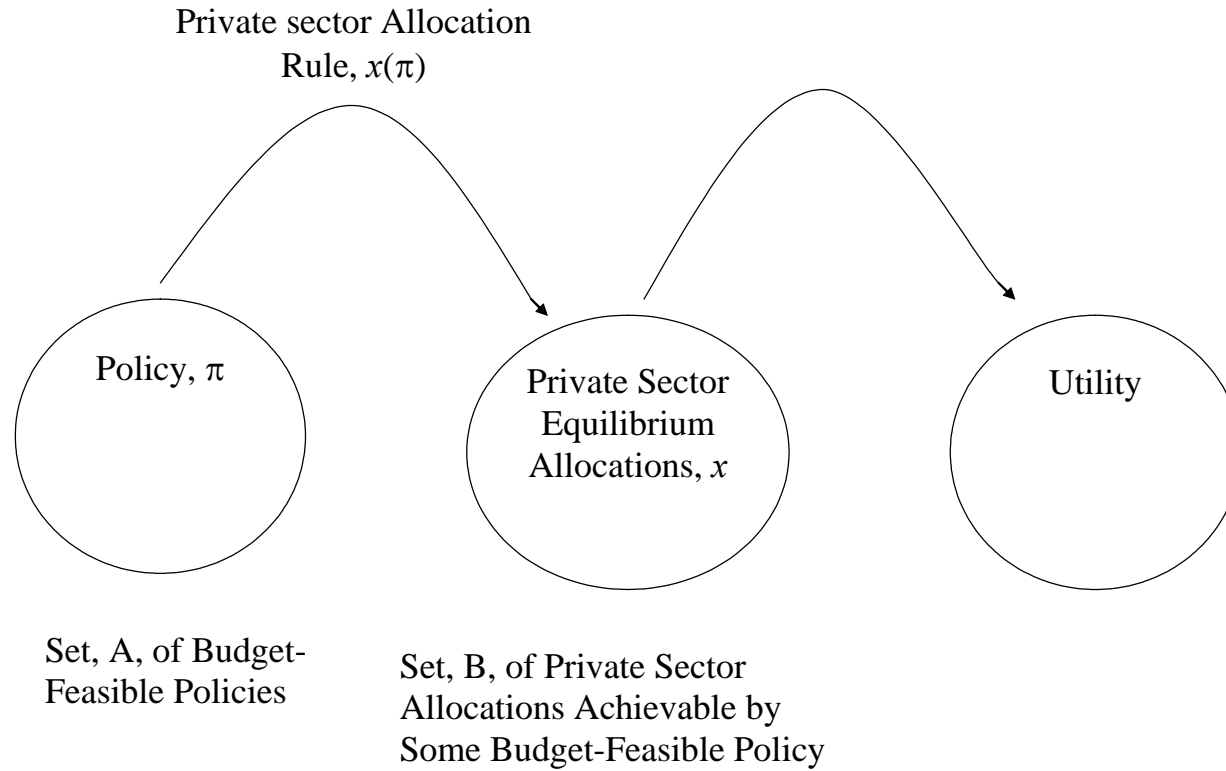 Private sector Allocation
Rule, x(π)
Policy, π
Private Sector
Equilibrium
Allocations, x
Utility
Set, A, of Budget-
Feasible Policies
Set, B, of Private Sector
Allocations Achievable by
Some Budget-Feasible Policy